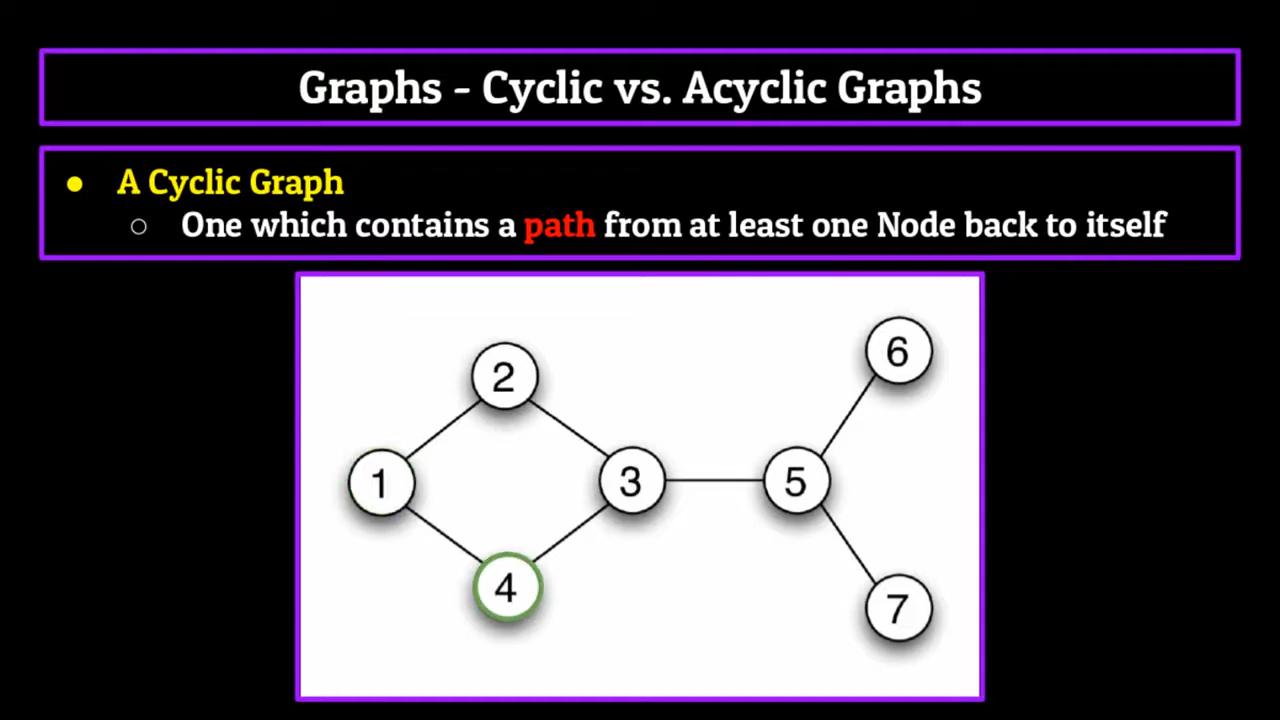 Graphs - Cyclic vs. Acyclic Graphs
● A Cyclic Graph
○ One which contains a path from at least one Node back to itself
6
2
1
3
5
4
7